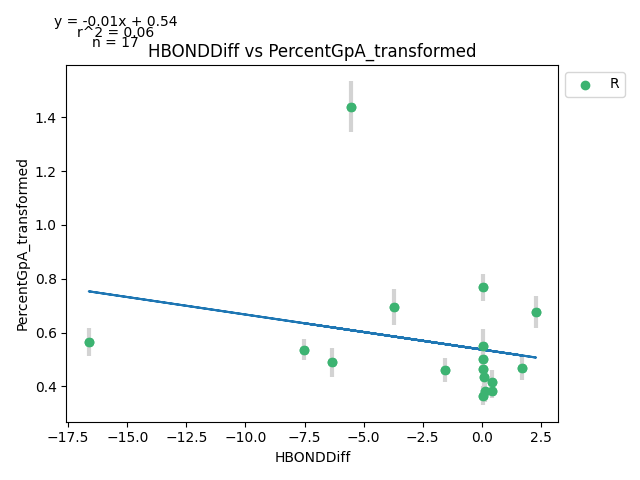 y = -0.01x + 0.54
r^2 = 0.06
n = 17
HBONDDiff vs PercentGpA_transformed
R
PercentGpA_transformed
1.4
1.2
1.0
0.8
0.6
0.4
−17.5 −15.0 −12.5 −10.0 −7.5 −5.0 −2.5 0.0 2.5
HBONDDiff